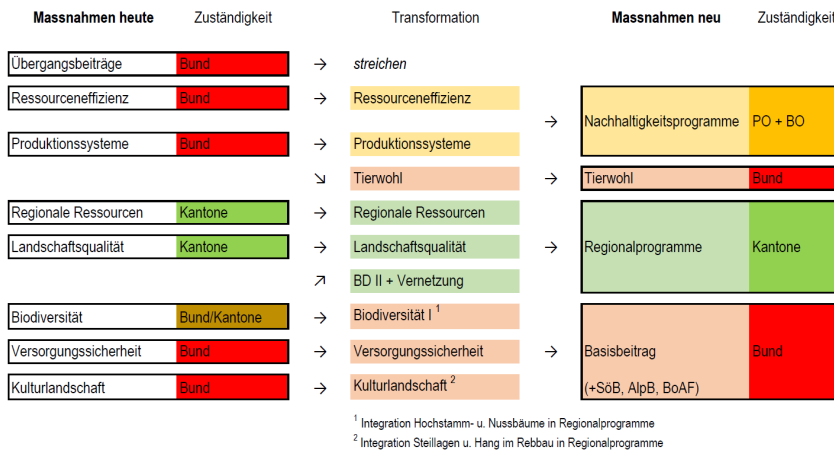 Massnahmen heute Zuständigkeit Transformation Massnahmen neu Zuständigkeit
Übergangsbeiträge Bund → streichen
Ressourceneffizienz Bund → Ressourceneffizienz
→ Nachhaltigkeitsprogramme PO + BO
Produktionssysteme Bund → Produktionssysteme
↘ Tierwohl → Tierwohl Bund
Regionale Ressourcen Kantone → Regionale Ressourcen
Landschaftsqualität Kantone → Landschaftsqualität → Regionalprogramme Kantone
↗ BD II + Vernetzung
Biodiversität Bund/Kantone → Biodiversität I ¹
Versorgungssicherheit Bund → Versorgungssicherheit → Basisbeitrag Bund
Kulturlandschaft Bund → Kulturlandschaft ² (+SöB, AlpB, BoAF)
¹ Integration Hochstamm- u. Nussbäume in Regionalprogramme
² Integration Steillagen u. Hang im Rebbau in Regionalprogramme